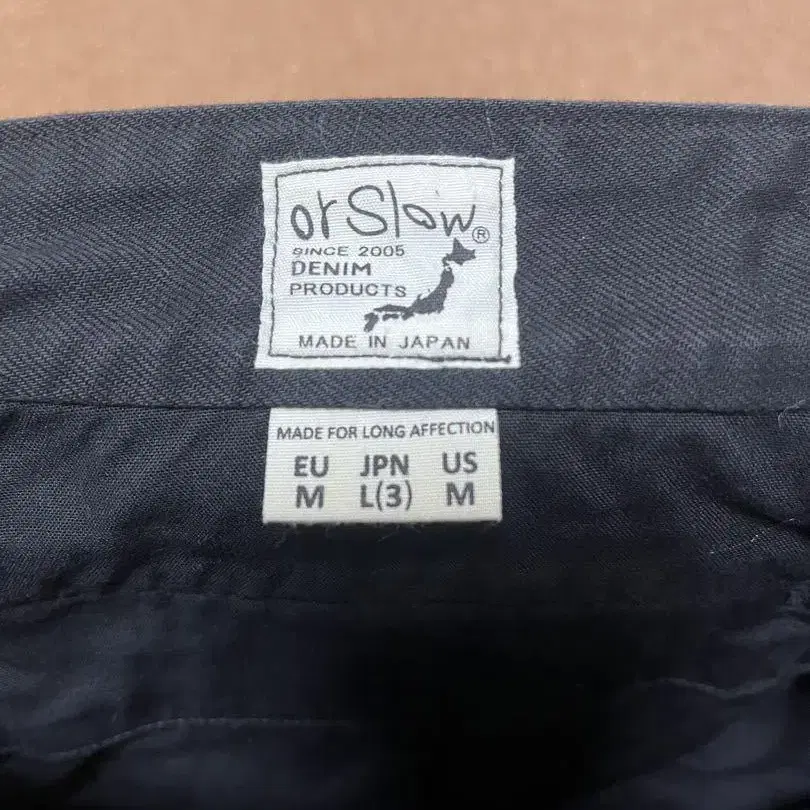 orSlow®
SINCE 2005
DENIM
PRODUCTS
MADE IN JAPAN
MADE FOR LONG AFFECTION
EU JPN US
M L(3) M